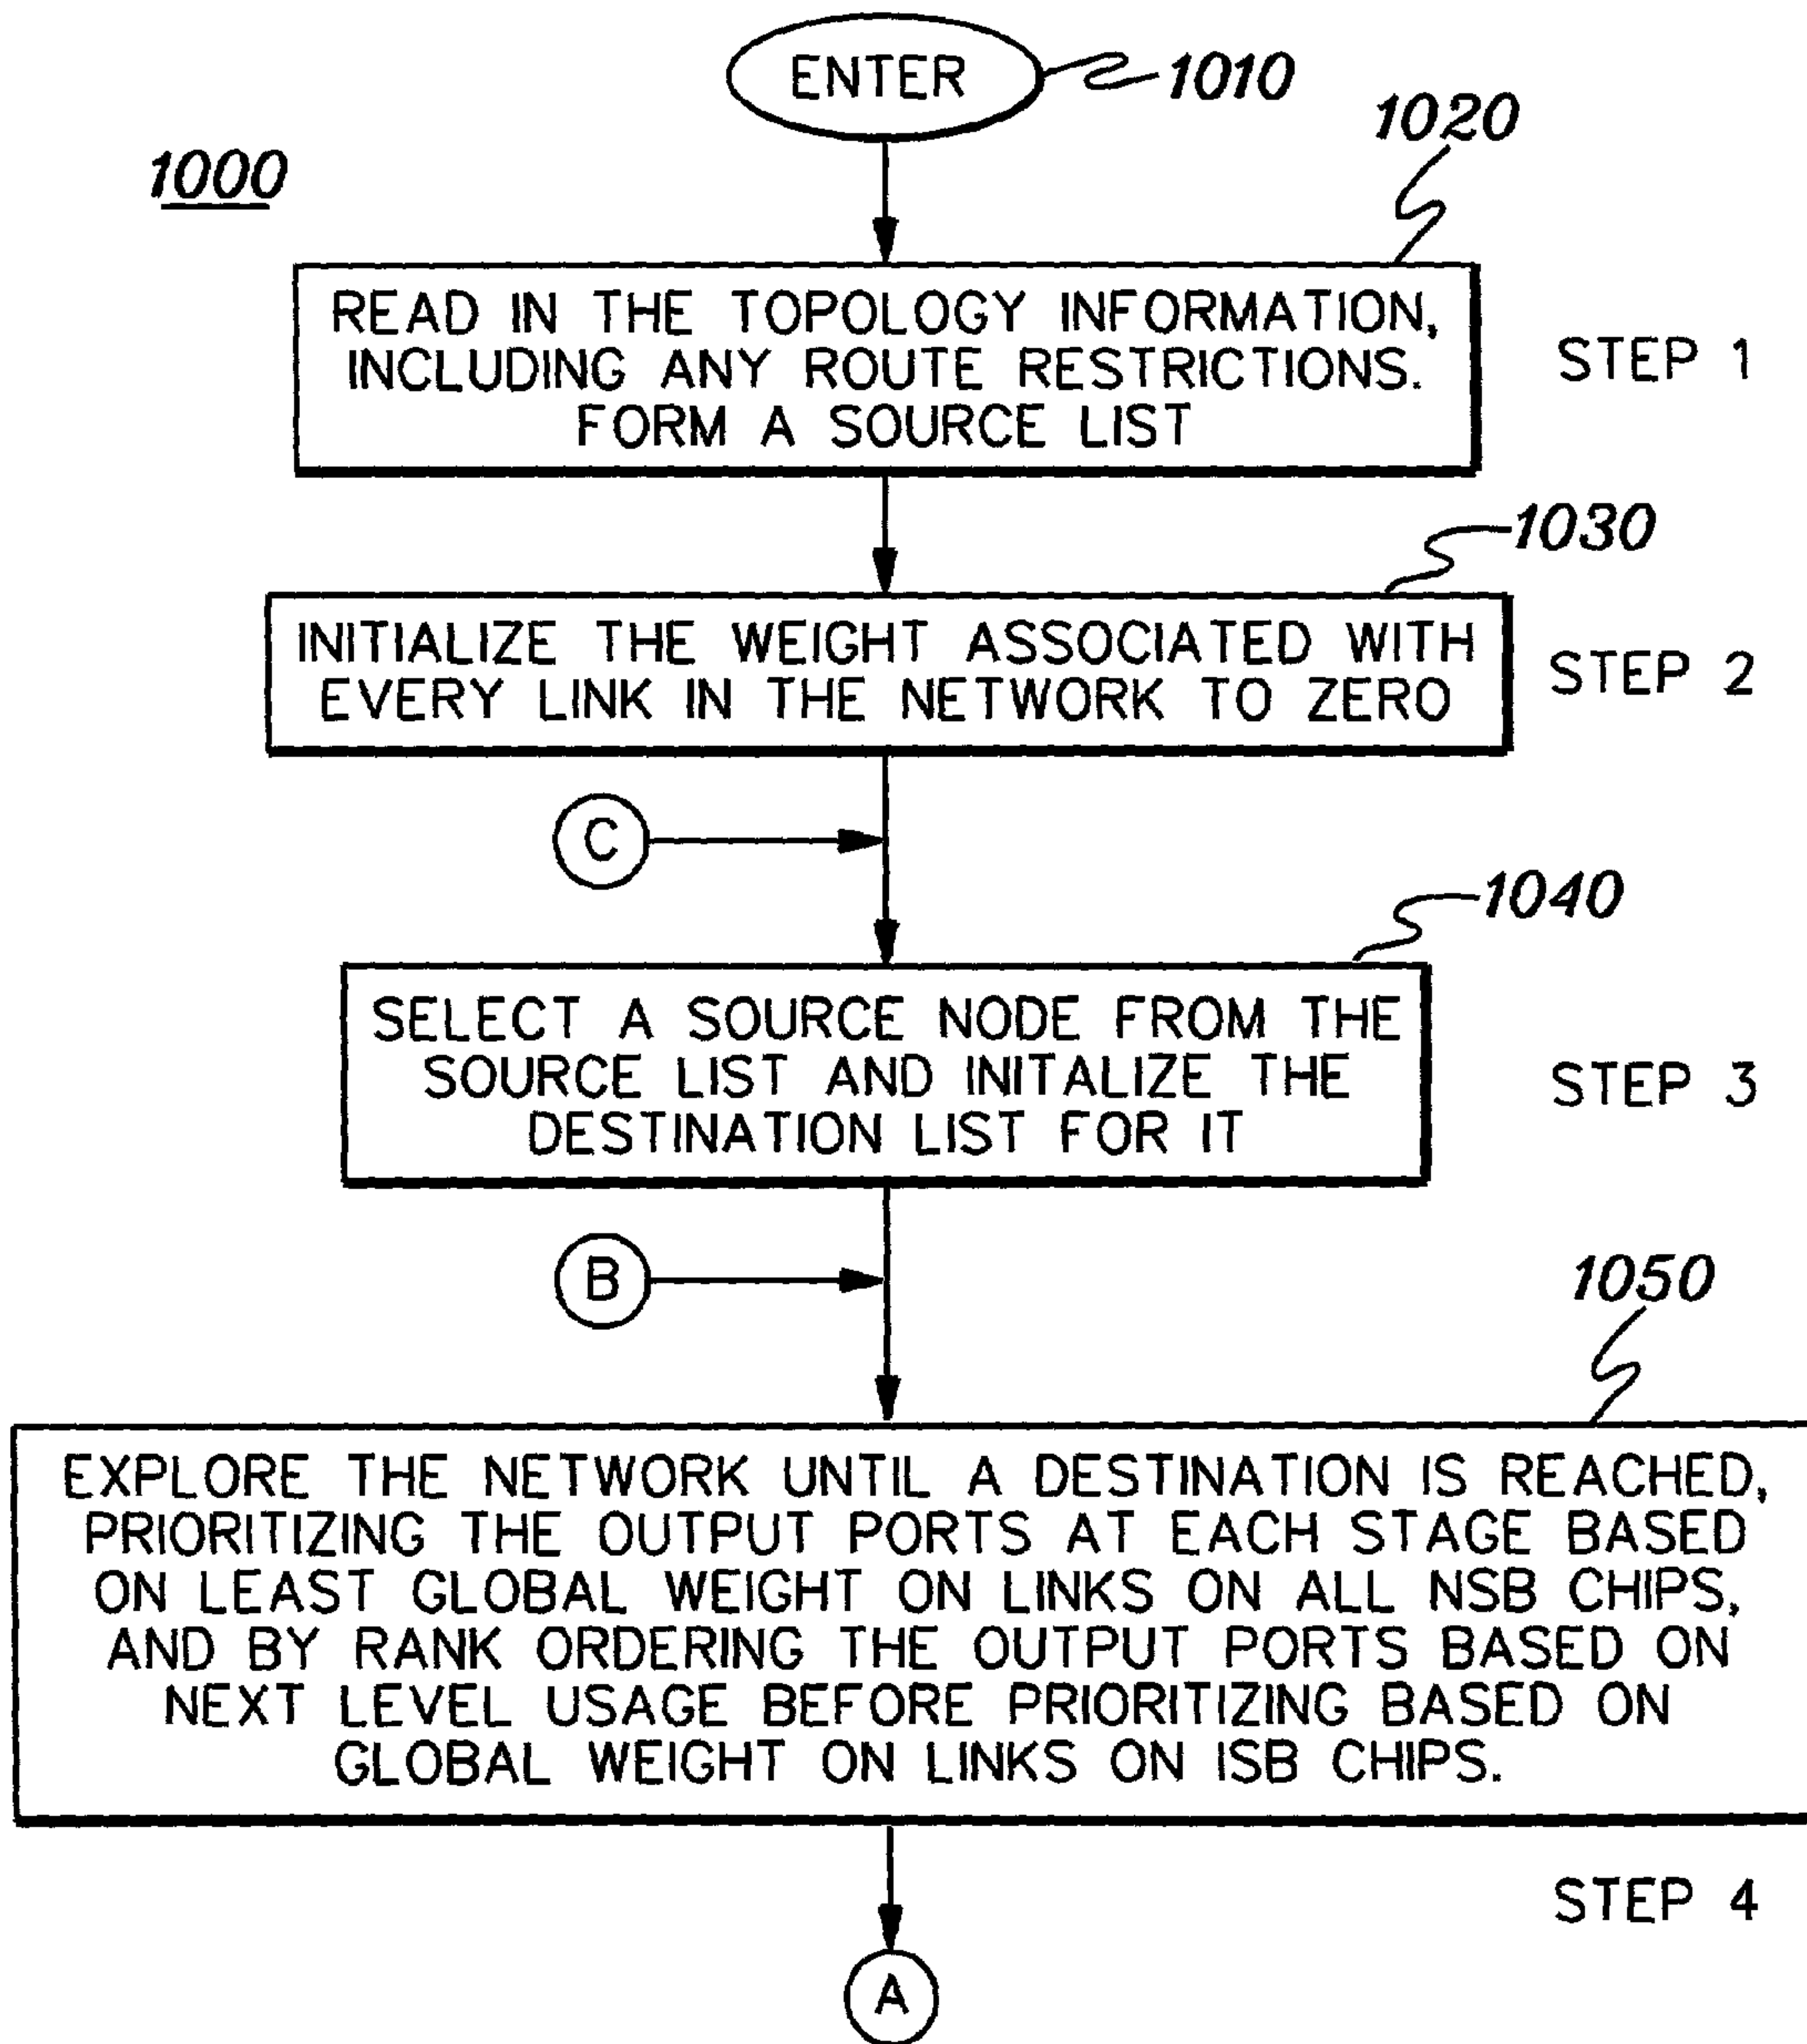 ENTER
1010
1000
1020
READ IN THE TOPOLOGY INFORMATION,
INCLUDING ANY ROUTE RESTRICTIONS.
FORM A SOURCE LIST
STEP 1
1030
INITIALIZE THE WEIGHT ASSOCIATED WITH
EVERY LINK IN THE NETWORK TO ZERO
STEP 2
C
1040
SELECT A SOURCE NODE FROM THE
SOURCE LIST AND INITALIZE THE
DESTINATION LIST FOR IT
STEP 3
B
1050
EXPLORE THE NETWORK UNTIL A DESTINATION IS REACHED,
PRIORITIZING THE OUTPUT PORTS AT EACH STAGE BASED
ON LEAST GLOBAL WEIGHT ON LINKS ON ALL NSB CHIPS,
AND BY RANK ORDERING THE OUTPUT PORTS BASED ON
NEXT LEVEL USAGE BEFORE PRIORITIZING BASED ON
GLOBAL WEIGHT ON LINKS ON ISB CHIPS.
STEP 4
A